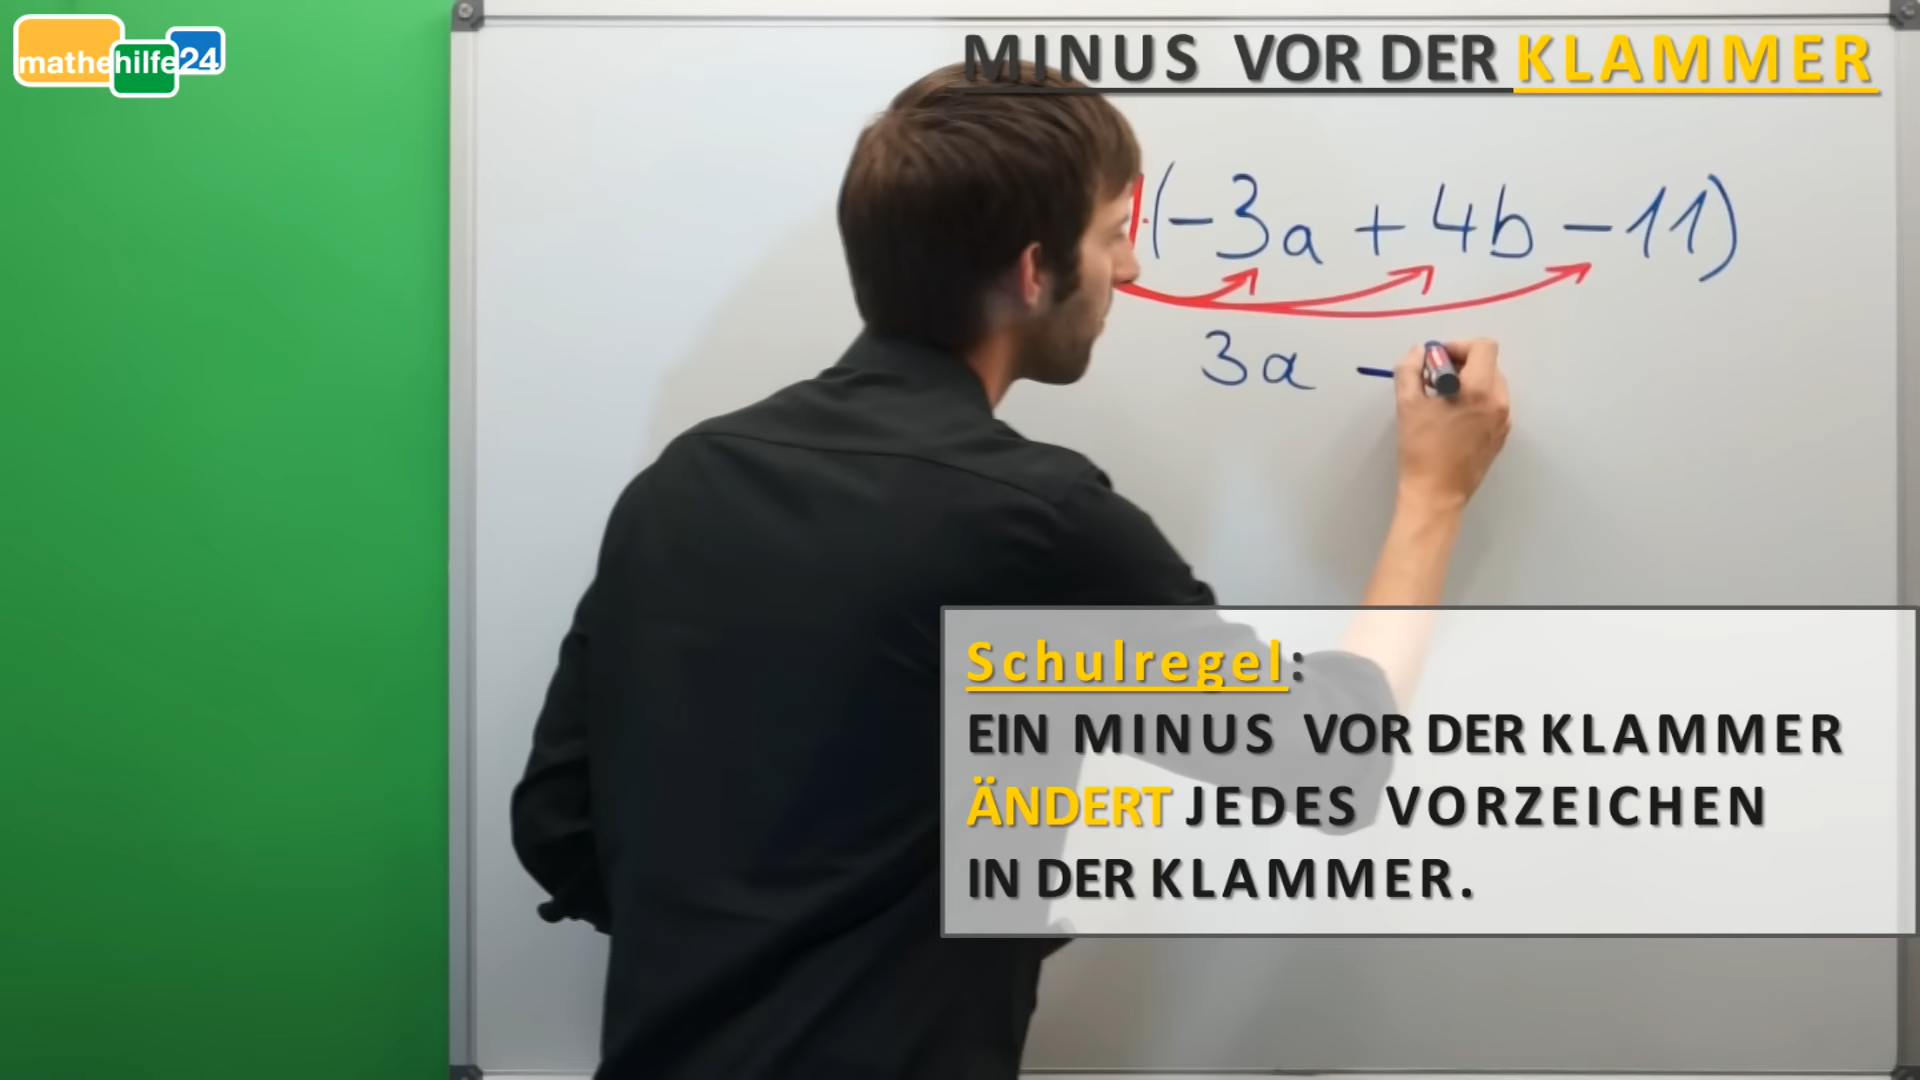 mathehilfe24
MINUS VOR DER KLAMMER
1·(-3a + 4b - 11)
3a -
Schulregel:
EIN MINUS VOR DER KLAMMER
ÄNDERT JEDES VORZEICHEN
IN DER KLAMMER.